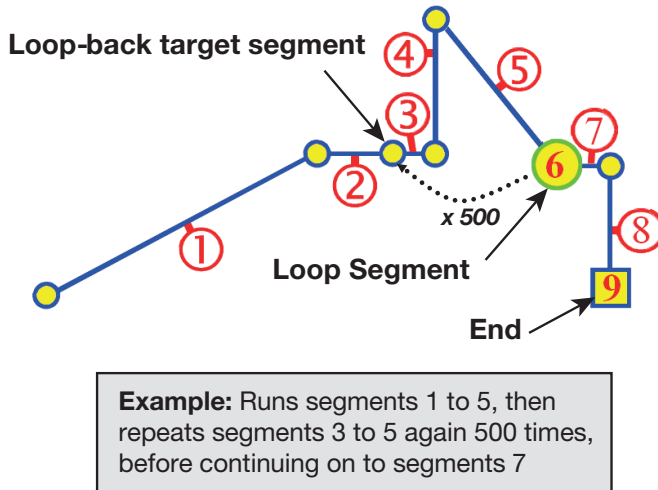 Loop-back target segment
4
5
3
7
2
6
x 500
1
8
Loop Segment
9
End
Example: Runs segments 1 to 5, then
repeats segments 3 to 5 again 500 times,
before continuing on to segments 7